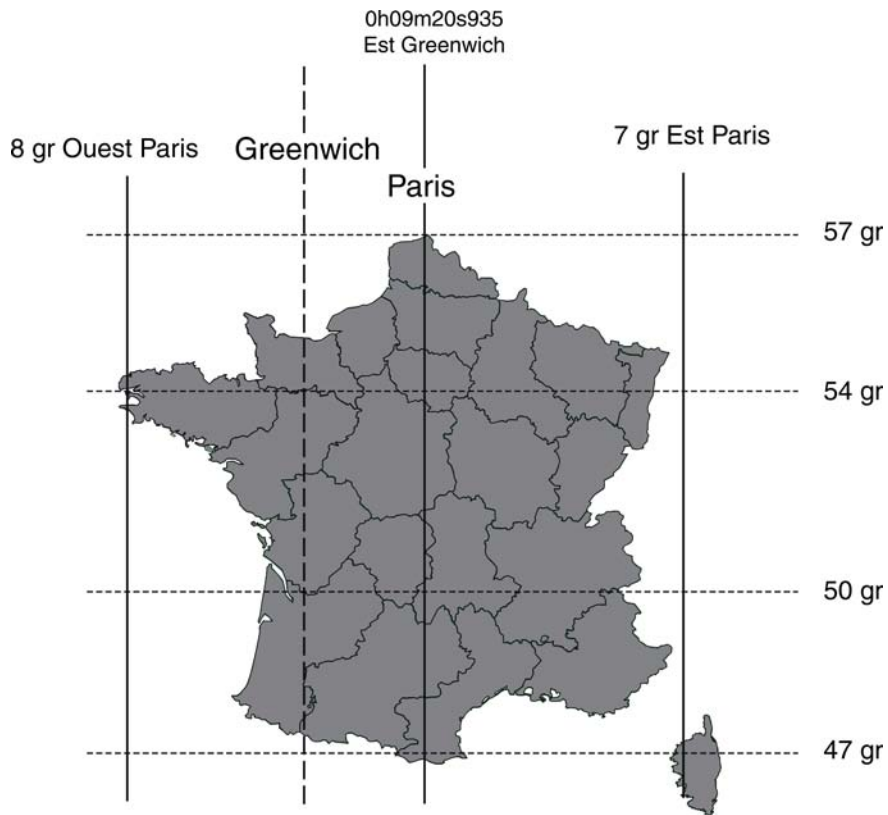 0h09m20s935
Est Greenwich
8 gr Ouest Paris
Greenwich
7 gr Est Paris
Paris
57 gr
54 gr
50 gr
47 gr